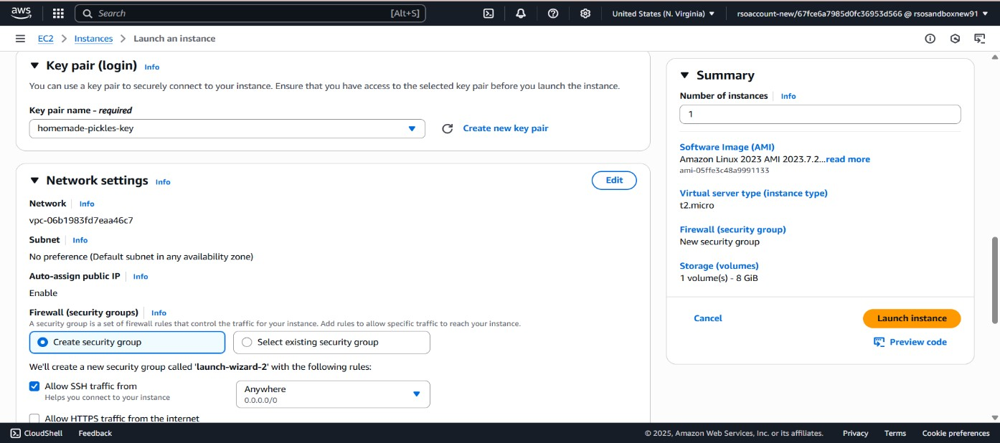 aws
Search [Alt+S]
United States (N. Virginia)
rsoaccount-new/67fce6a7985d0fc36953d566 @ rsosandboxnew91
EC2 > Instances > Launch an instance
Key pair (login) Info
You can use a key pair to securely connect to your instance. Ensure that you have access to the selected key pair before you launch the instance.
Key pair name - required
homemade-pickles-key
Create new key pair
Network settings Info
Edit
Network Info
vpc-06b1983fd7eaa46c7
Subnet Info
No preference (Default subnet in any availability zone)
Auto-assign public IP Info
Enable
Firewall (security groups) Info
A security group is a set of firewall rules that control the traffic for your instance. Add rules to allow specific traffic to reach your instance.
Create security group
Select existing security group
We'll create a new security group called 'launch-wizard-2' with the following rules:
Allow SSH traffic from
Helps you connect to your instance
Anywhere
0.0.0.0/0
Allow HTTPS traffic from the internet
Summary
Number of instances Info
1
Software Image (AMI)
Amazon Linux 2023 AMI 2023.7.2...read more
ami-05ffe3c48a9991133
Virtual server type (instance type)
t2.micro
Firewall (security group)
New security group
Storage (volumes)
1 volume(s) - 8 GiB
Cancel
Launch instance
Preview code
CloudShell
Feedback
© 2025, Amazon Web Services, Inc. or its affiliates.
Privacy
Terms
Cookie preferences